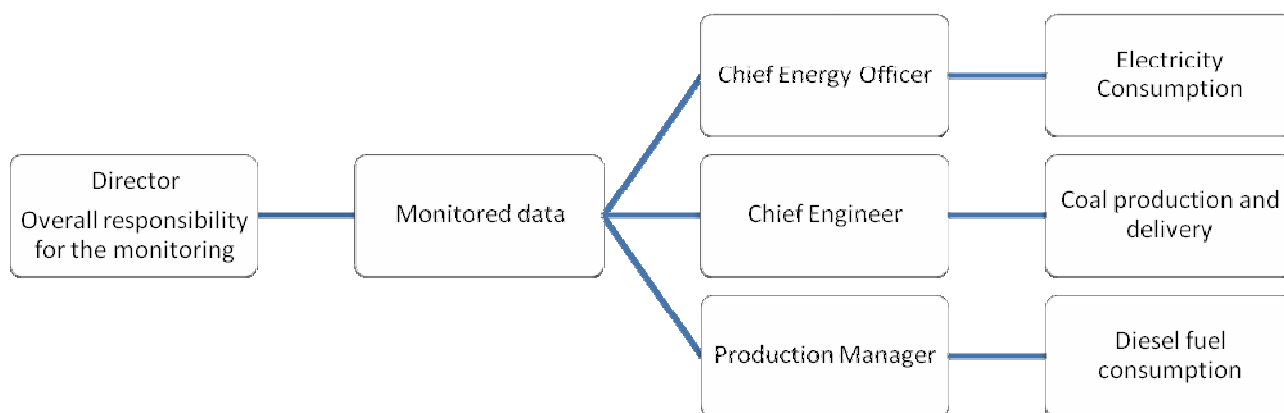 Director
Overall responsibility
for the monitoring
Monitored data
Chief Energy Officer
Electricity
Consumption
Chief Engineer
Coal production and
delivery
Production Manager
Diesel fuel
consumption